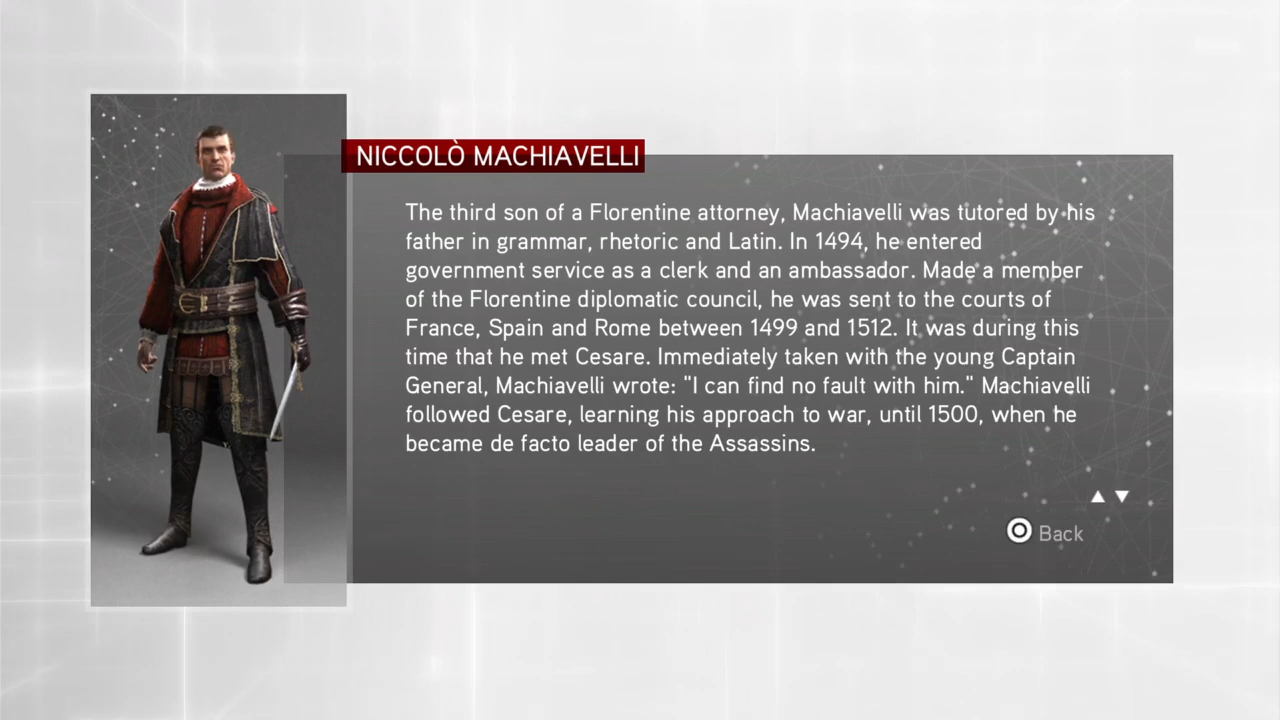 NICCOLÒ MACHIAVELLI
The third son of a Florentine attorney, Machiavelli was tutored by his
father in grammar, rhetoric and Latin. In 1494, he entered
government service as a clerk and an ambassador. Made a member
of the Florentine diplomatic council, he was sent to the courts of
France, Spain and Rome between 1499 and 1512. It was during this
time that he met Cesare. Immediately taken with the young Captain
General, Machiavelli wrote: "I can find no fault with him." Machiavelli
followed Cesare, learning his approach to war, until 1500, when he
became de facto leader of the Assassins.
Back